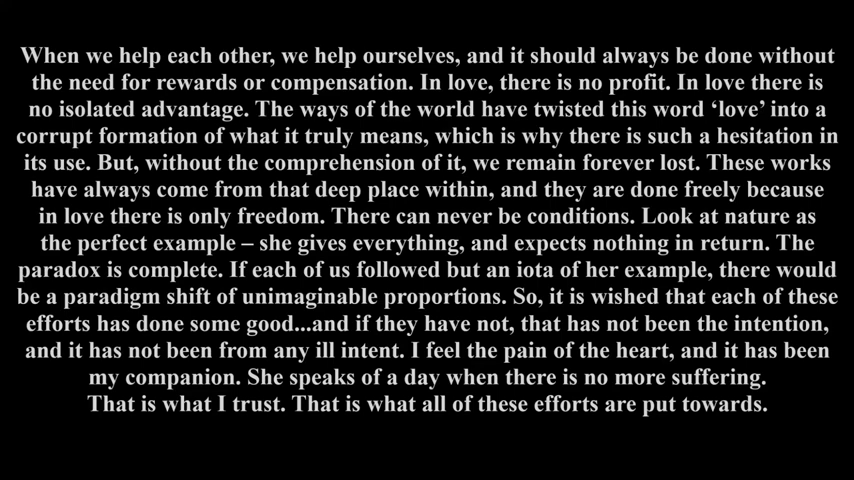 When we help each other, we help ourselves, and it should always be done without
the need for rewards or compensation. In love, there is no profit. In love there is
no isolated advantage. The ways of the world have twisted this word ‘love’ into a
corrupt formation of what it truly means, which is why there is such a hesitation in
its use. But, without the comprehension of it, we remain forever lost. These works
have always come from that deep place within, and they are done freely because
in love there is only freedom. There can never be conditions. Look at nature as
the perfect example – she gives everything, and expects nothing in return. The
paradox is complete. If each of us followed but an iota of her example, there would
be a paradigm shift of unimaginable proportions. So, it is wished that each of these
efforts has done some good...and if they have not, that has not been the intention,
and it has not been from any ill intent. I feel the pain of the heart, and it has been
my companion. She speaks of a day when there is no more suffering.
That is what I trust. That is what all of these efforts are put towards.